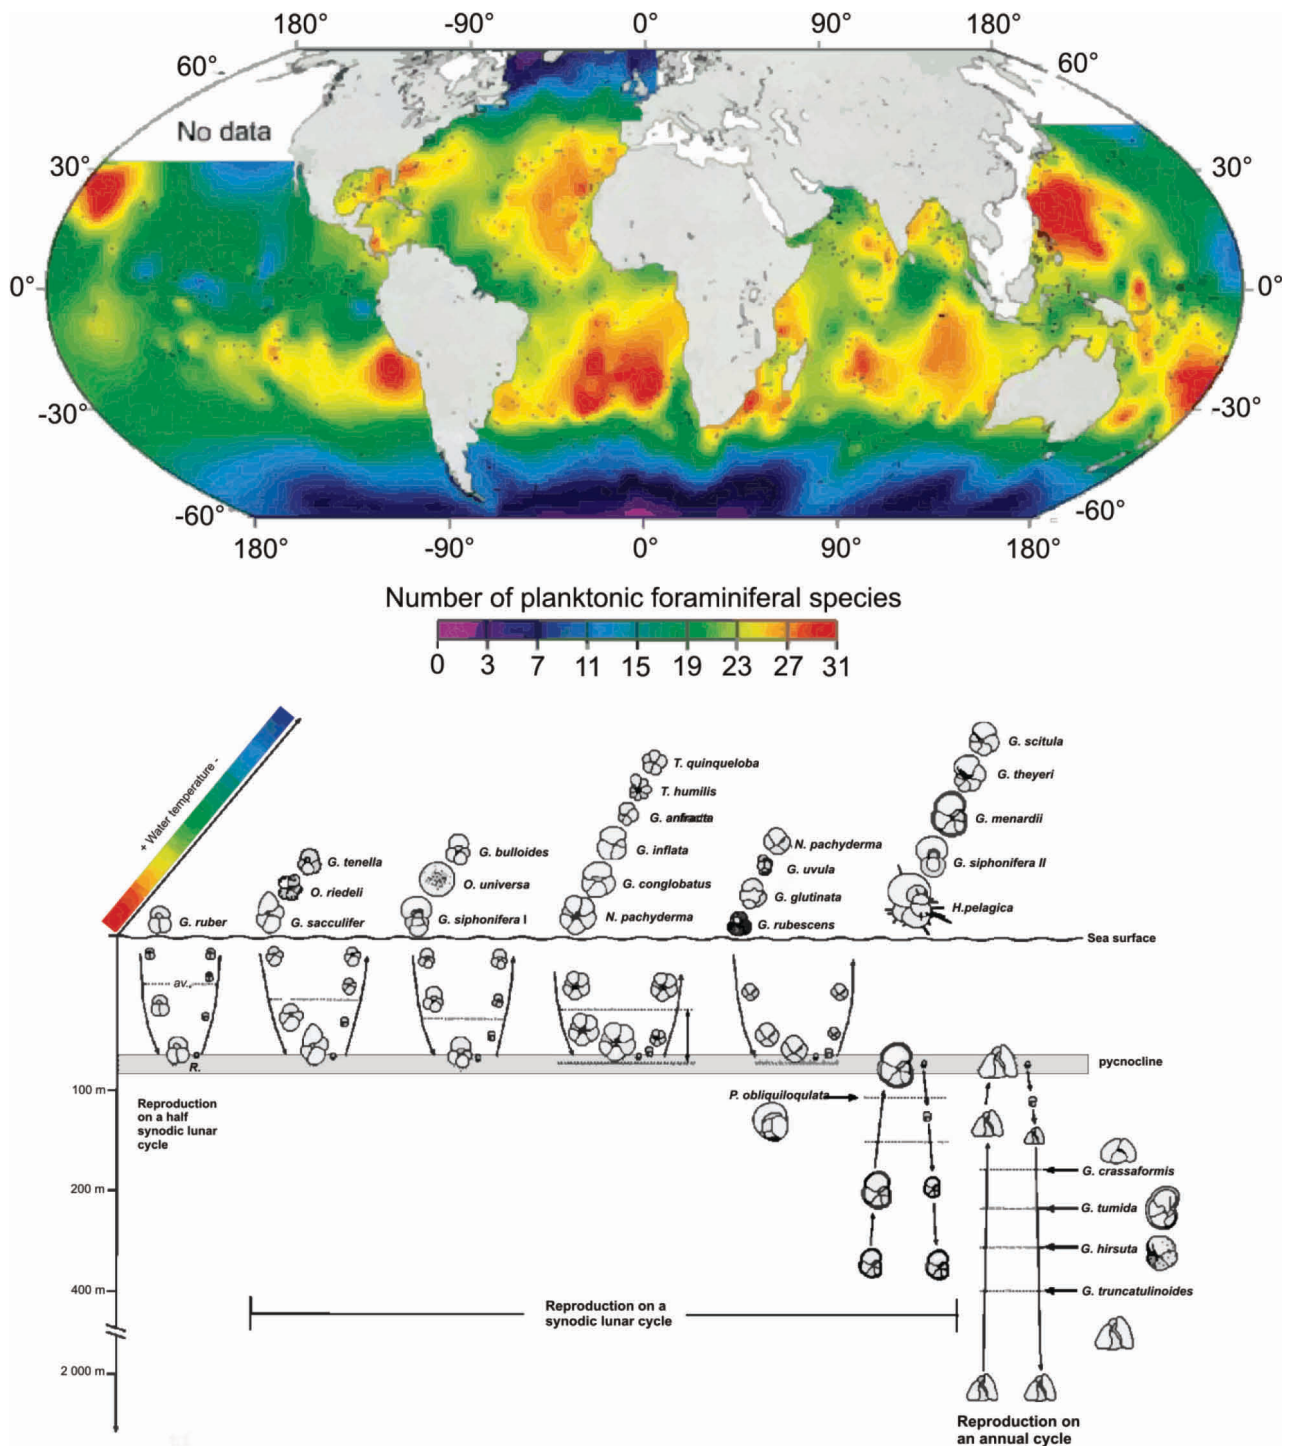 180° -90° 0° 90° 180°
60° 60°
No data
30° 30°
0° 0°
-30° -30°
-60° -60°
180° -90° 0° 90° 180°
Number of planktonic foraminiferal species
0 3 7 11 15 19 23 27 31
+ Water temperature -
G. scitula
T. quinqueloba
G. theyeri
T. humilis
G. anfracta
G. menardii
G. bulloides
G. inflata
N. pachyderma
G. tenella
G. uvula
G. siphonifera II
O. riedeli
O. universa
G. conglobatus
G. glutinata
H.pelagica
G. ruber
G. sacculifer
G. siphonifera I
N. pachyderma
G. rubescens
Sea surface
av.
R.
pycnocline
100 m
P. obliquiloqulata
Reproduction
on a half
synodic lunar
cycle
G. crassaformis
200 m
G. tumida
G. hirsuta
400 m
G. truncatulinoides
Reproduction on a
synodic lunar cycle
2 000 m
Reproduction on
an annual cycle